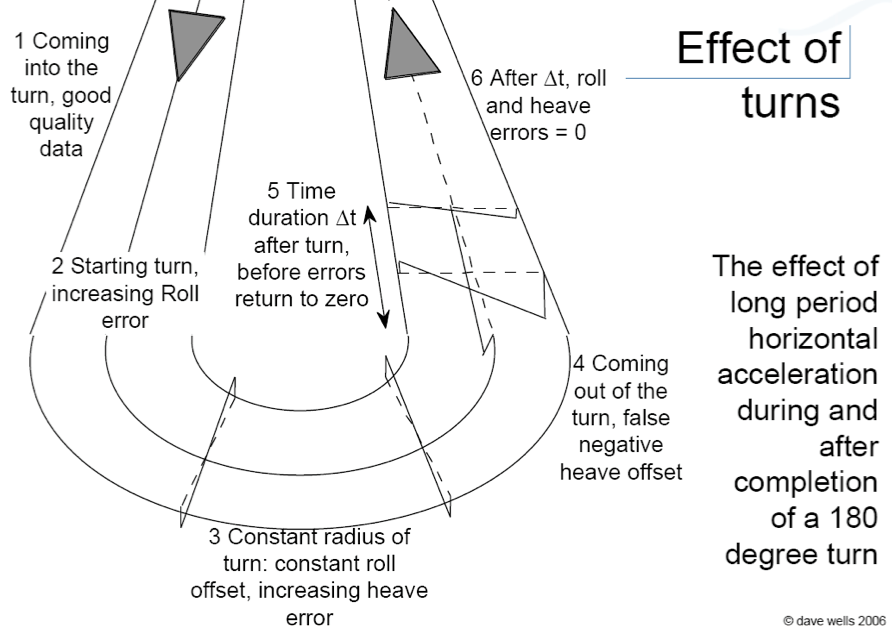 Effect of
turns
1 Coming
into the
turn, good
quality
data
6 After Δt, roll
and heave
errors = 0
5 Time
duration Δt
after turn,
before errors
return to zero
2 Starting turn,
increasing Roll
error
The effect of
long period
horizontal
acceleration
during and
after
completion
of a 180
degree turn
4 Coming
out of the
turn, false
negative
heave offset
3 Constant radius of
turn: constant roll
offset, increasing heave
error
© dave wells 2006